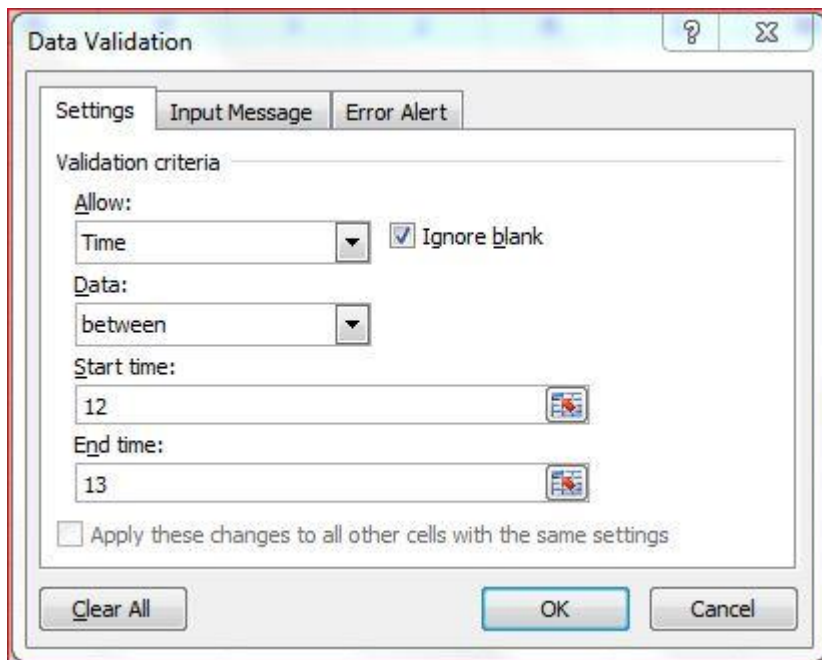 Data Validation
Settings Input Message Error Alert
Validation criteria
Allow:
Time Ignore blank
Data:
between
Start time:
12
End time:
13
Apply these changes to all other cells with the same settings
Clear All OK Cancel